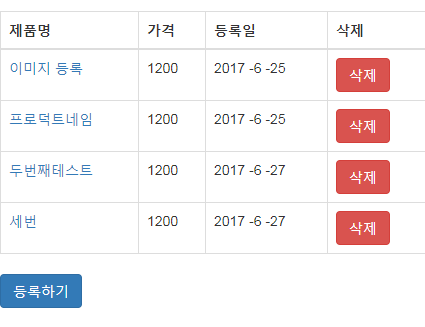 제품명 가격 등록일 삭제
이미지 등록 1200 2017 -6 -25 삭제
프로덕트네임 1200 2017 -6 -25 삭제
두번째테스트 1200 2017 -6 -27 삭제
세번 1200 2017 -6 -27 삭제
등록하기